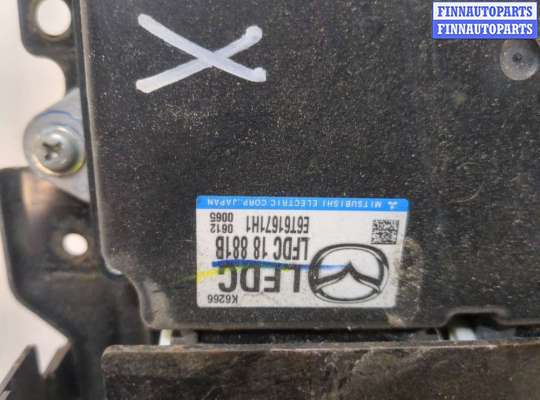 FINNAUTOPARTS
FINNAUTOPARTS
K6266
LFDC
LFDC 18 881B
E6T61671H1
0612
0065
MITSUBISHI ELECTRIC CORP.JAPAN